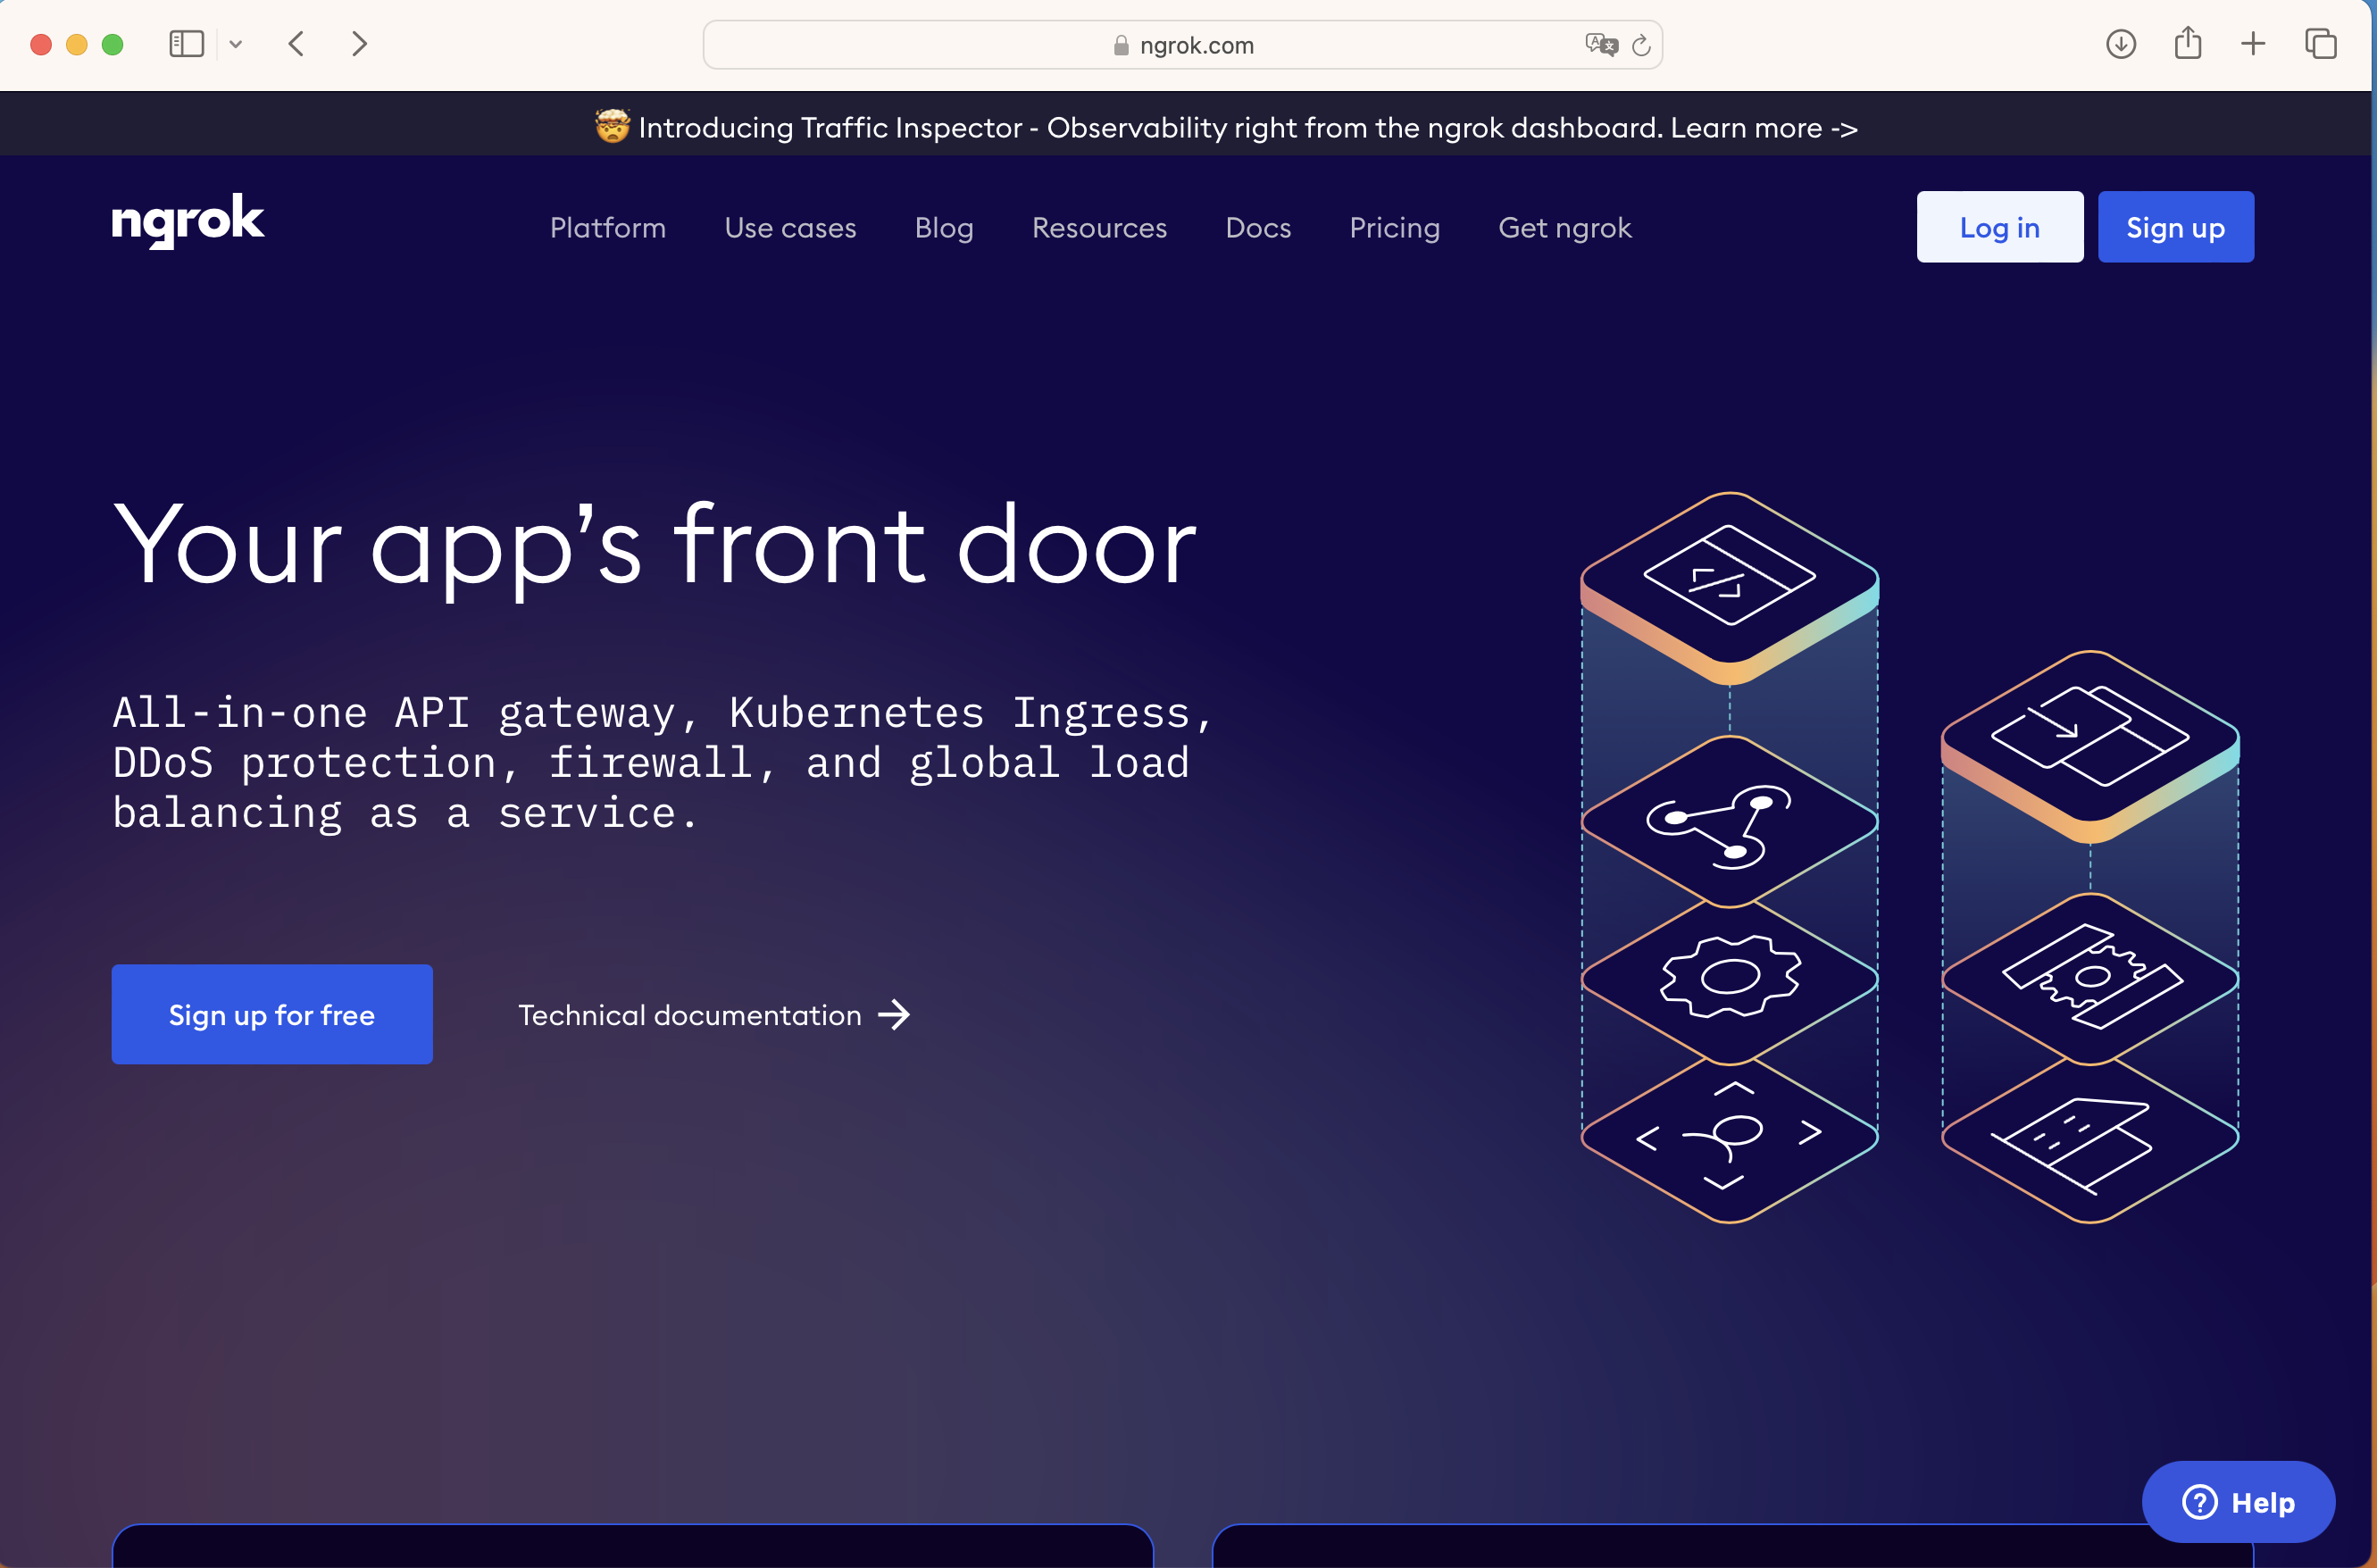 ngrok.com
🤯 Introducing Traffic Inspector - Observability right from the ngrok dashboard. Learn more ->
ngrok
Platform
Use cases
Blog
Resources
Docs
Pricing
Get ngrok
Log in
Sign up
Your app’s front door
All-in-one API gateway, Kubernetes Ingress,
DDoS protection, firewall, and global load
balancing as a service.
Sign up for free
Technical documentation →
Help